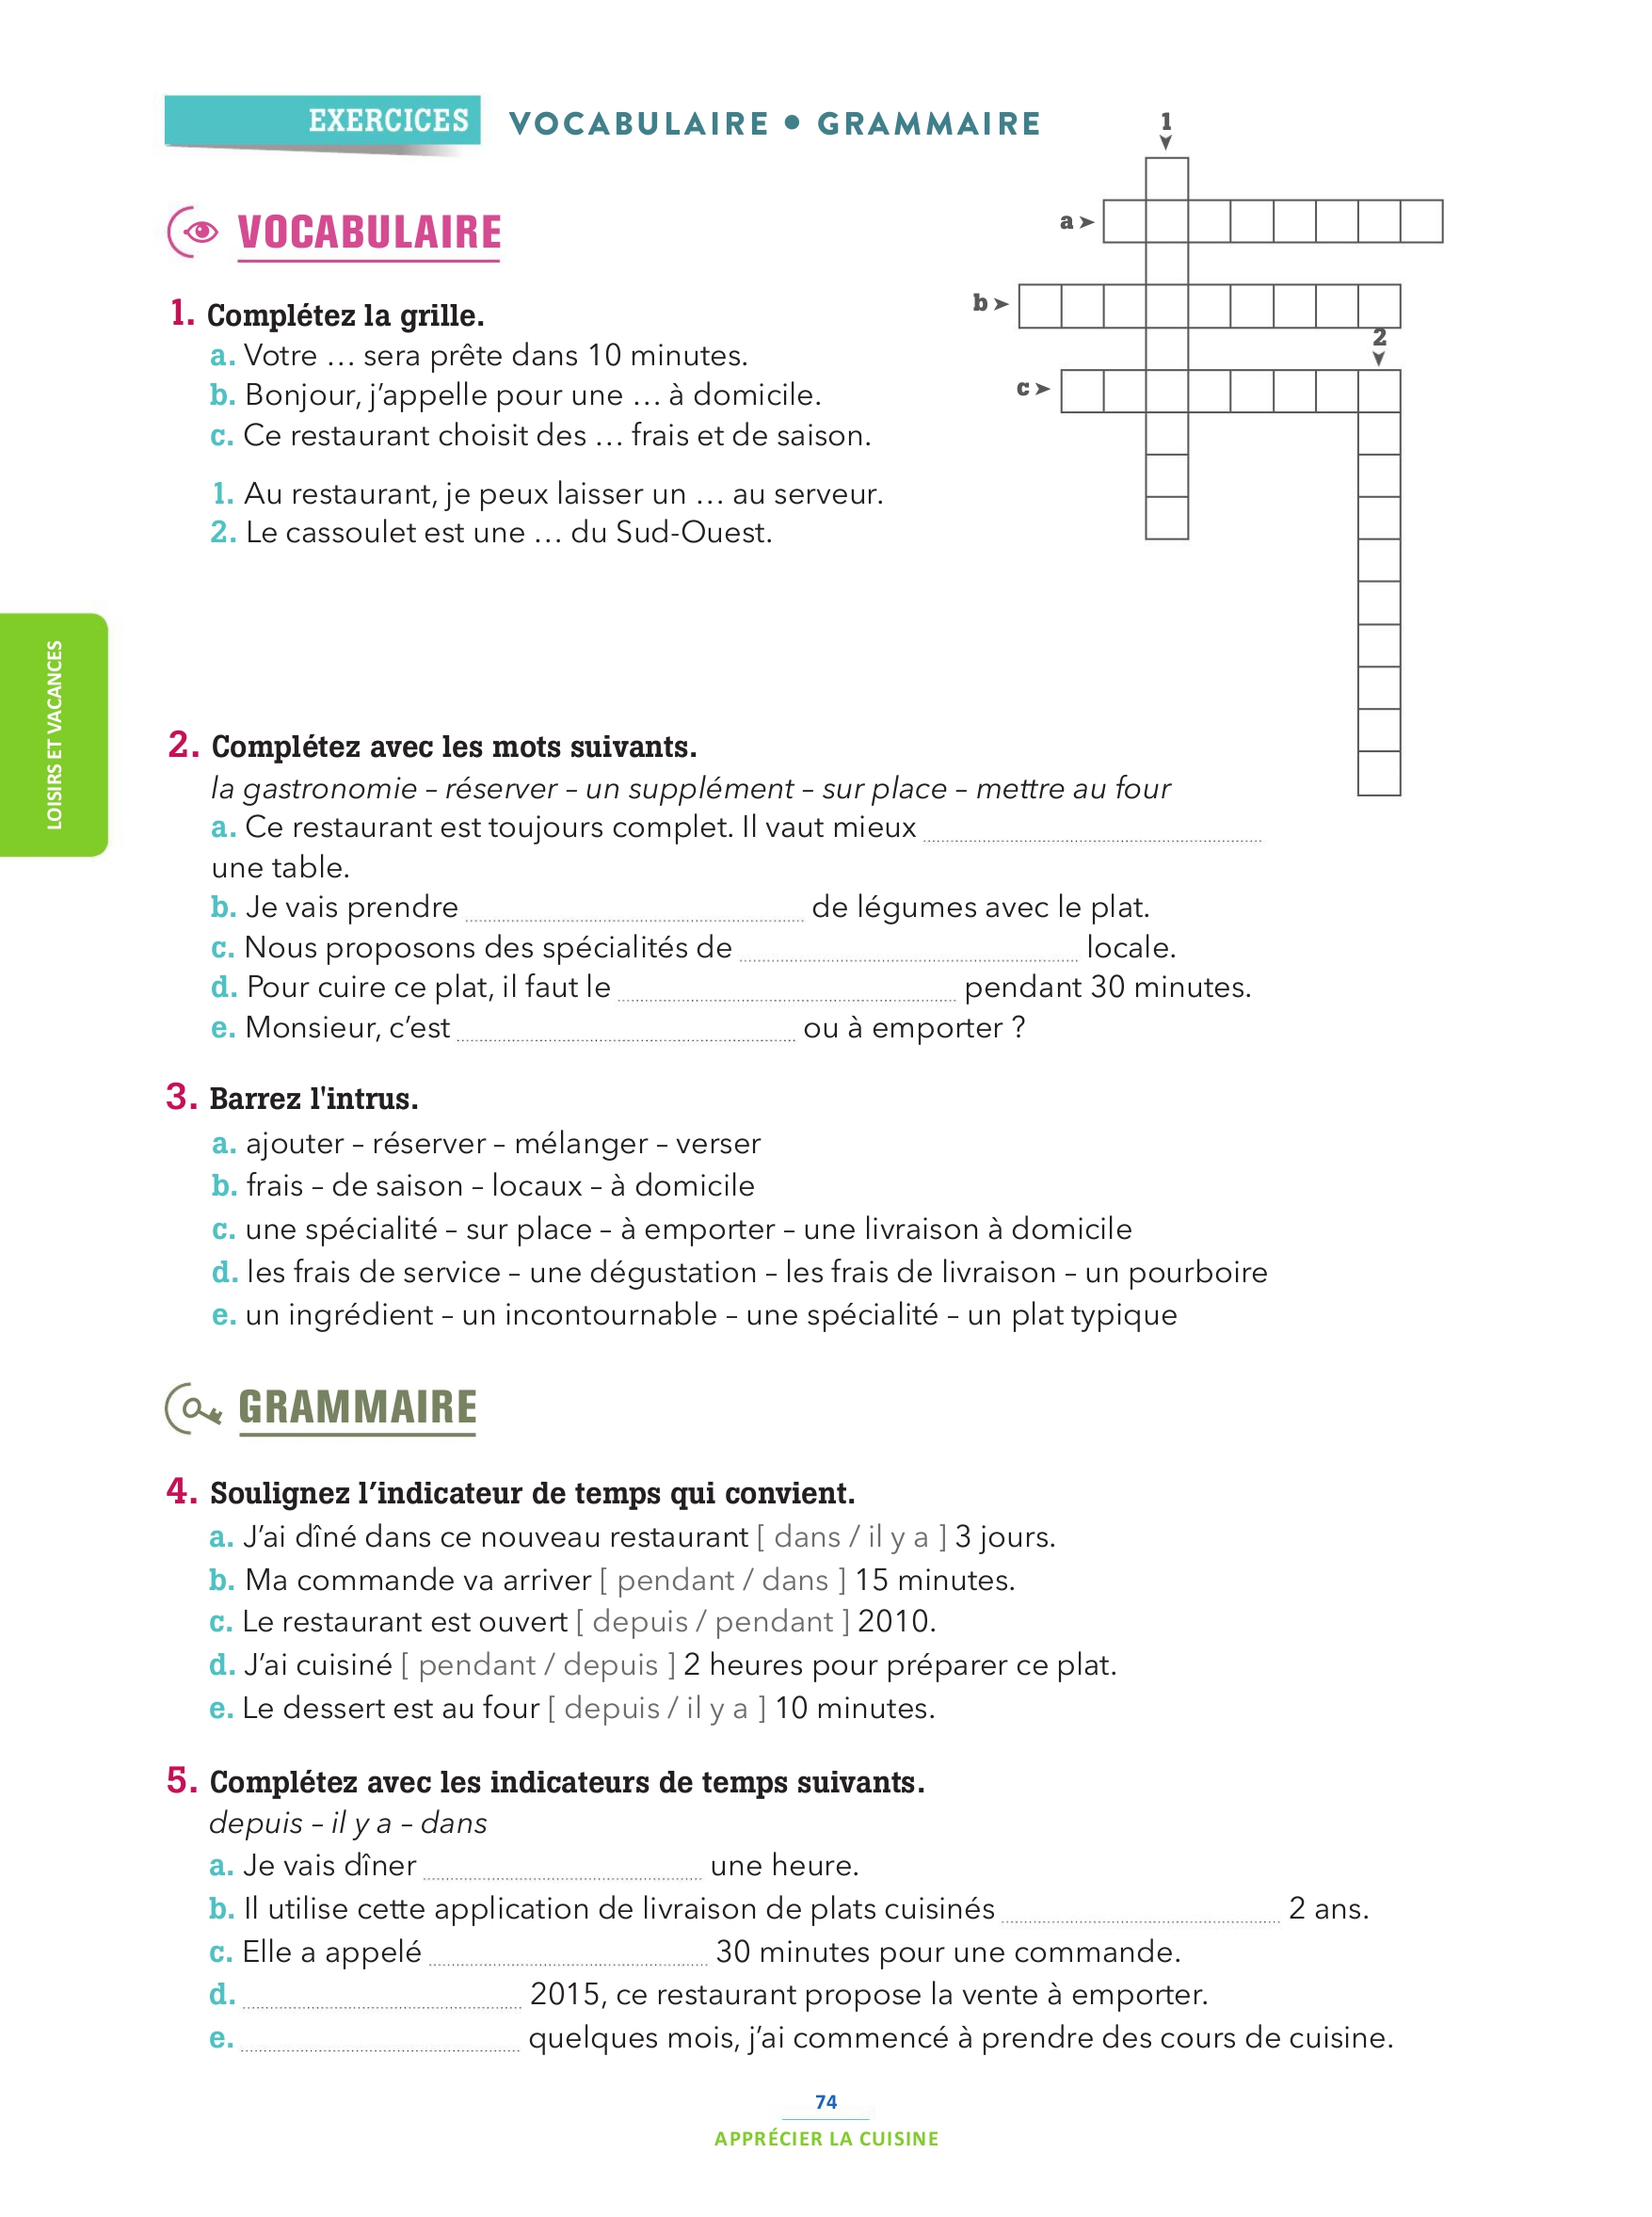 EXERCICES VOCABULAIRE • GRAMMAIRE
1
a
b
2
c
VOCABULAIRE
1. Complétez la grille.
a. Votre … sera prête dans 10 minutes.
b. Bonjour, j’appelle pour une … à domicile.
c. Ce restaurant choisit des … frais et de saison.
1. Au restaurant, je peux laisser un … au serveur.
2. Le cassoulet est une … du Sud-Ouest.
LOISIRS ET VACANCES
2. Complétez avec les mots suivants.
la gastronomie – réserver – un supplément – sur place – mettre au four
a. Ce restaurant est toujours complet. Il vaut mieux
une table.
b. Je vais prendre de légumes avec le plat.
c. Nous proposons des spécialités de locale.
d. Pour cuire ce plat, il faut le pendant 30 minutes.
e. Monsieur, c’est ou à emporter ?
3. Barrez l'intrus.
a. ajouter – réserver – mélanger – verser
b. frais – de saison – locaux – à domicile
c. une spécialité – sur place – à emporter – une livraison à domicile
d. les frais de service – une dégustation – les frais de livraison – un pourboire
e. un ingrédient – un incontournable – une spécialité – un plat typique
GRAMMAIRE
4. Soulignez l’indicateur de temps qui convient.
a. J’ai dîné dans ce nouveau restaurant [ dans / il y a ] 3 jours.
b. Ma commande va arriver [ pendant / dans ] 15 minutes.
c. Le restaurant est ouvert [ depuis / pendant ] 2010.
d. J’ai cuisiné [ pendant / depuis ] 2 heures pour préparer ce plat.
e. Le dessert est au four [ depuis / il y a ] 10 minutes.
5. Complétez avec les indicateurs de temps suivants.
depuis – il y a – dans
a. Je vais dîner une heure.
b. Il utilise cette application de livraison de plats cuisinés 2 ans.
c. Elle a appelé 30 minutes pour une commande.
d. 2015, ce restaurant propose la vente à emporter.
e. quelques mois, j’ai commencé à prendre des cours de cuisine.
74
APPRÉCIER LA CUISINE